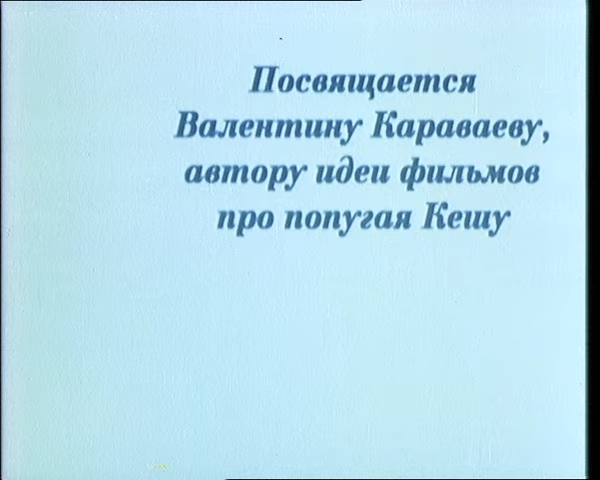 Посвящается
Валентину Караваеву,
автору идеи фильмов
про попугая Кешу